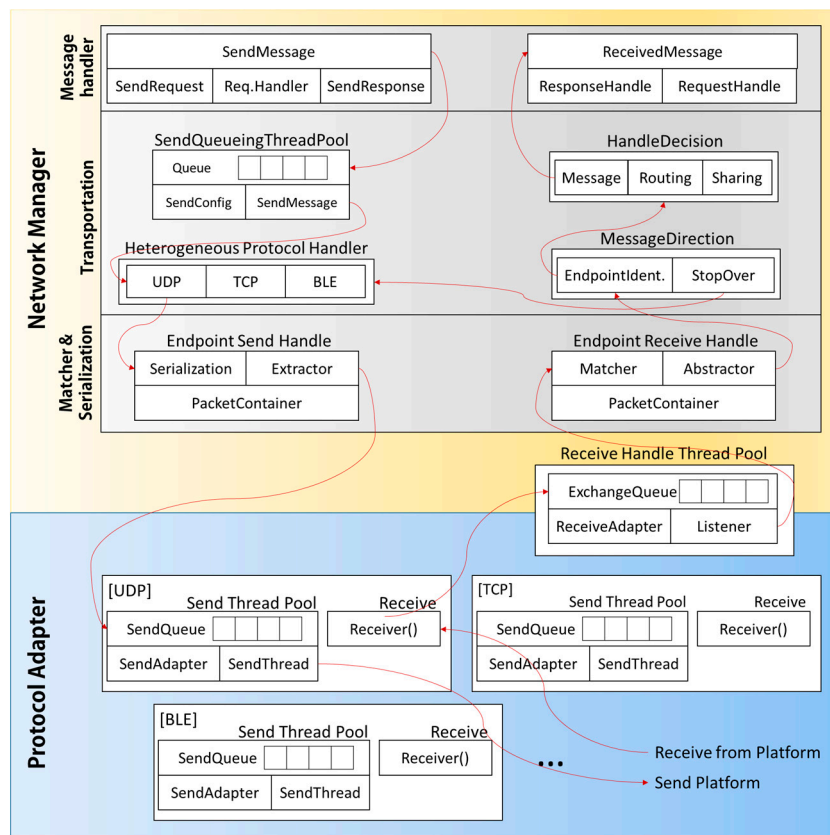 Network Manager
Message handler
SendMessage
SendRequest
Req.Handler
SendResponse
ReceivedMessage
ResponseHandle
RequestHandle
Transportation
SendQueueingThreadPool
Queue
SendConfig
SendMessage
HandleDecision
Message
Routing
Sharing
Heterogeneous Protocol Handler
UDP
TCP
BLE
MessageDirection
EndpointIdent.
StopOver
Matcher &
Serialization
Endpoint Send Handle
Serialization
Extractor
PacketContainer
Endpoint Receive Handle
Matcher
Abstractor
PacketContainer
Receive Handle Thread Pool
ExchangeQueue
ReceiveAdapter
Listener
Protocol Adapter
[UDP]
Send Thread Pool
Receive
SendQueue
Receiver()
SendAdapter
SendThread
[TCP]
Send Thread Pool
Receive
SendQueue
Receiver()
SendAdapter
SendThread
[BLE]
Send Thread Pool
Receive
SendQueue
Receiver()
SendAdapter
SendThread
...
Receive from Platform
Send Platform